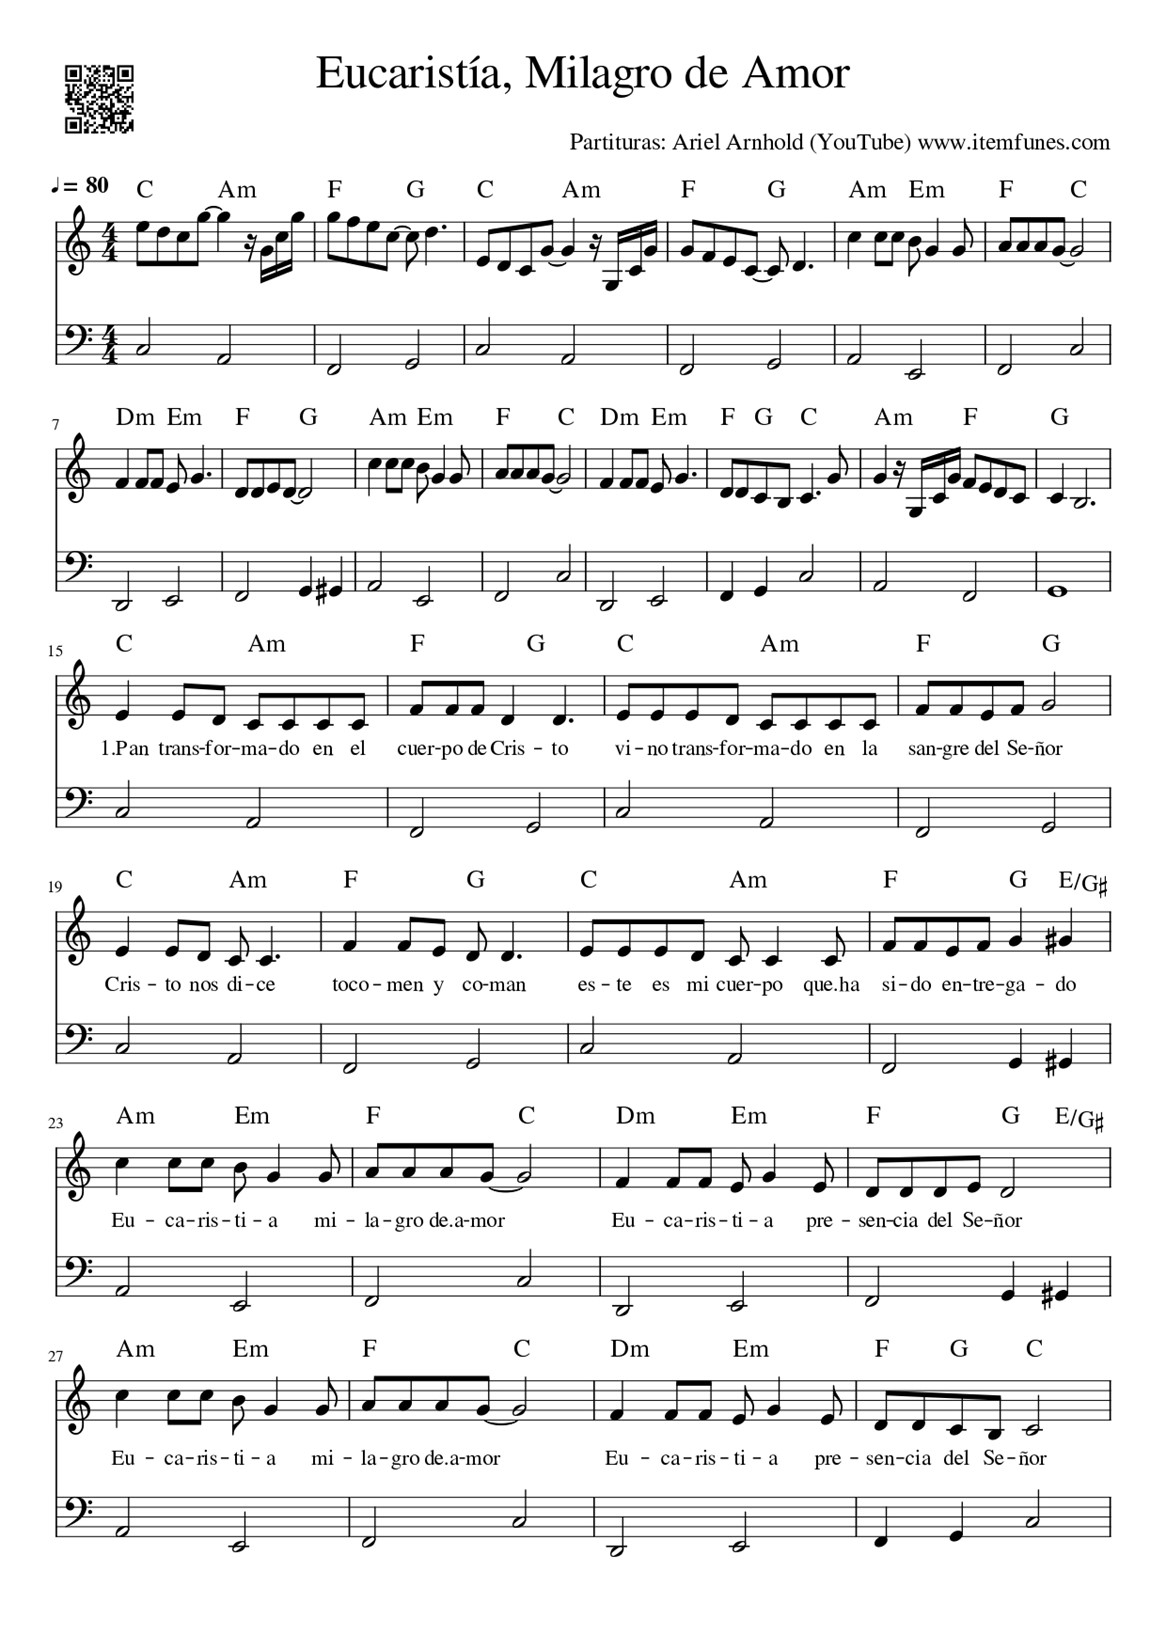 Eucaristía, Milagro de Amor
Partituras: Ariel Arnhold (YouTube) www.itemfunes.com
♩= 80
C Am F G C Am F G Am Em F C
4/4
4/4
7
Dm Em F G Am Em F C Dm Em F G C Am F G
15
C Am F G C Am F G
1.Pan trans-for-ma-do en el cuer-po de Cris-to vi-no trans-for-ma-do en la san-gre del Se-ñor
19
C Am F G C Am F G E/G♯
Cris-to nos di-ce toco-men y co-man es-te es mi cuer-po que.ha si-do en-tre-ga-do
23
Am Em F C Dm Em F G E/G♯
Eu-ca-ris-ti-a mi-la-gro de.a-mor Eu-ca-ris-ti-a pre-sen-cia del Se-ñor
27
Am Em F C Dm Em F G C
Eu-ca-ris-ti-a mi-la-gro de.a-mor Eu-ca-ris-ti-a pre-sen-cia del Se-ñor